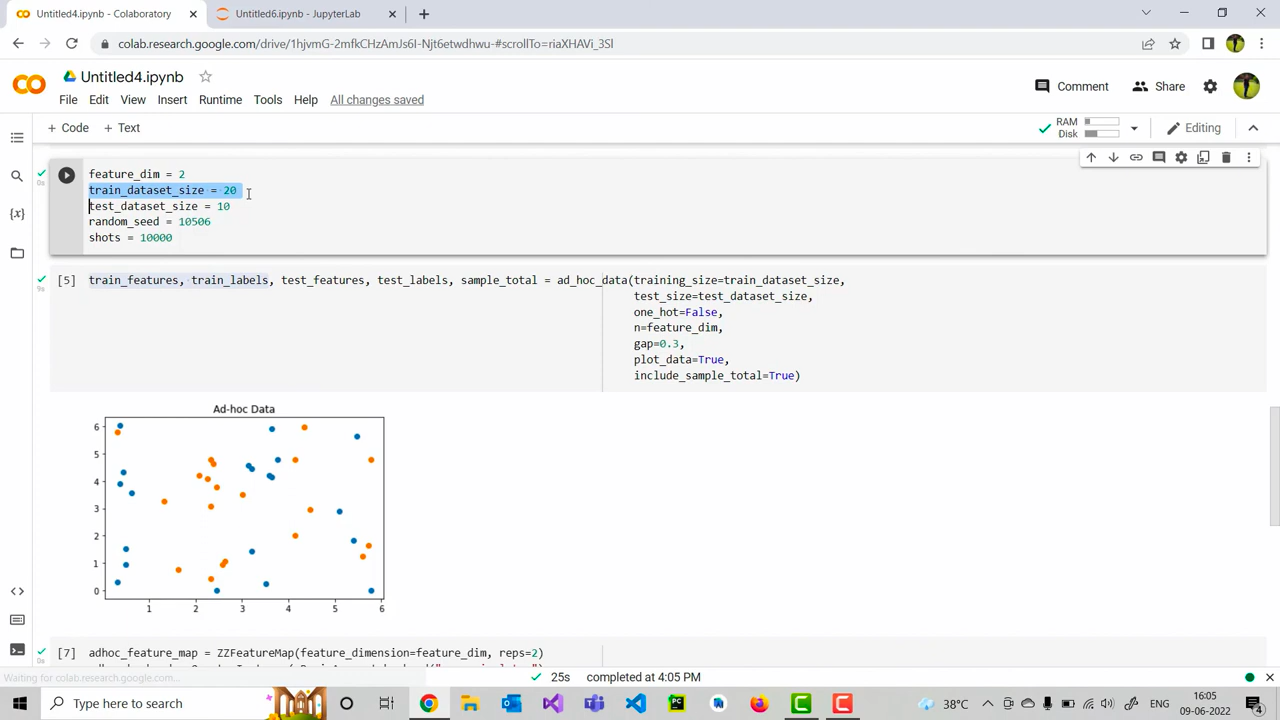 Untitled4.ipynb - Colaboratory
Untitled6.ipynb - JupyterLab
colab.research.google.com/drive/1hjvmG-2mfkCHzAmJs6I-Njt6etwdhwu-#scrollTo=riaXHAVi_3SI
Untitled4.ipynb
Comment
Share
File Edit View Insert Runtime Tools Help All changes saved
+ Code + Text
RAM
Disk
Editing
feature_dim = 2
train_dataset_size = 20
test_dataset_size = 10
random_seed = 10506
shots = 10000
0s
[5] train_features, train_labels, test_features, test_labels, sample_total = ad_hoc_data(training_size=train_dataset_size,
9s
test_size=test_dataset_size,
one_hot=False,
n=feature_dim,
gap=0.3,
plot_data=True,
include_sample_total=True)
Ad-hoc Data
6
5
4
3
2
1
0
1 2 3 4 5 6
[7] adhoc_feature_map = ZZFeatureMap(feature_dimension=feature_dim, reps=2)
0s
Waiting for colab.research.google.com...
25s completed at 4:05 PM
Type here to search
38°C
ENG
16:05
09-06-2022
4